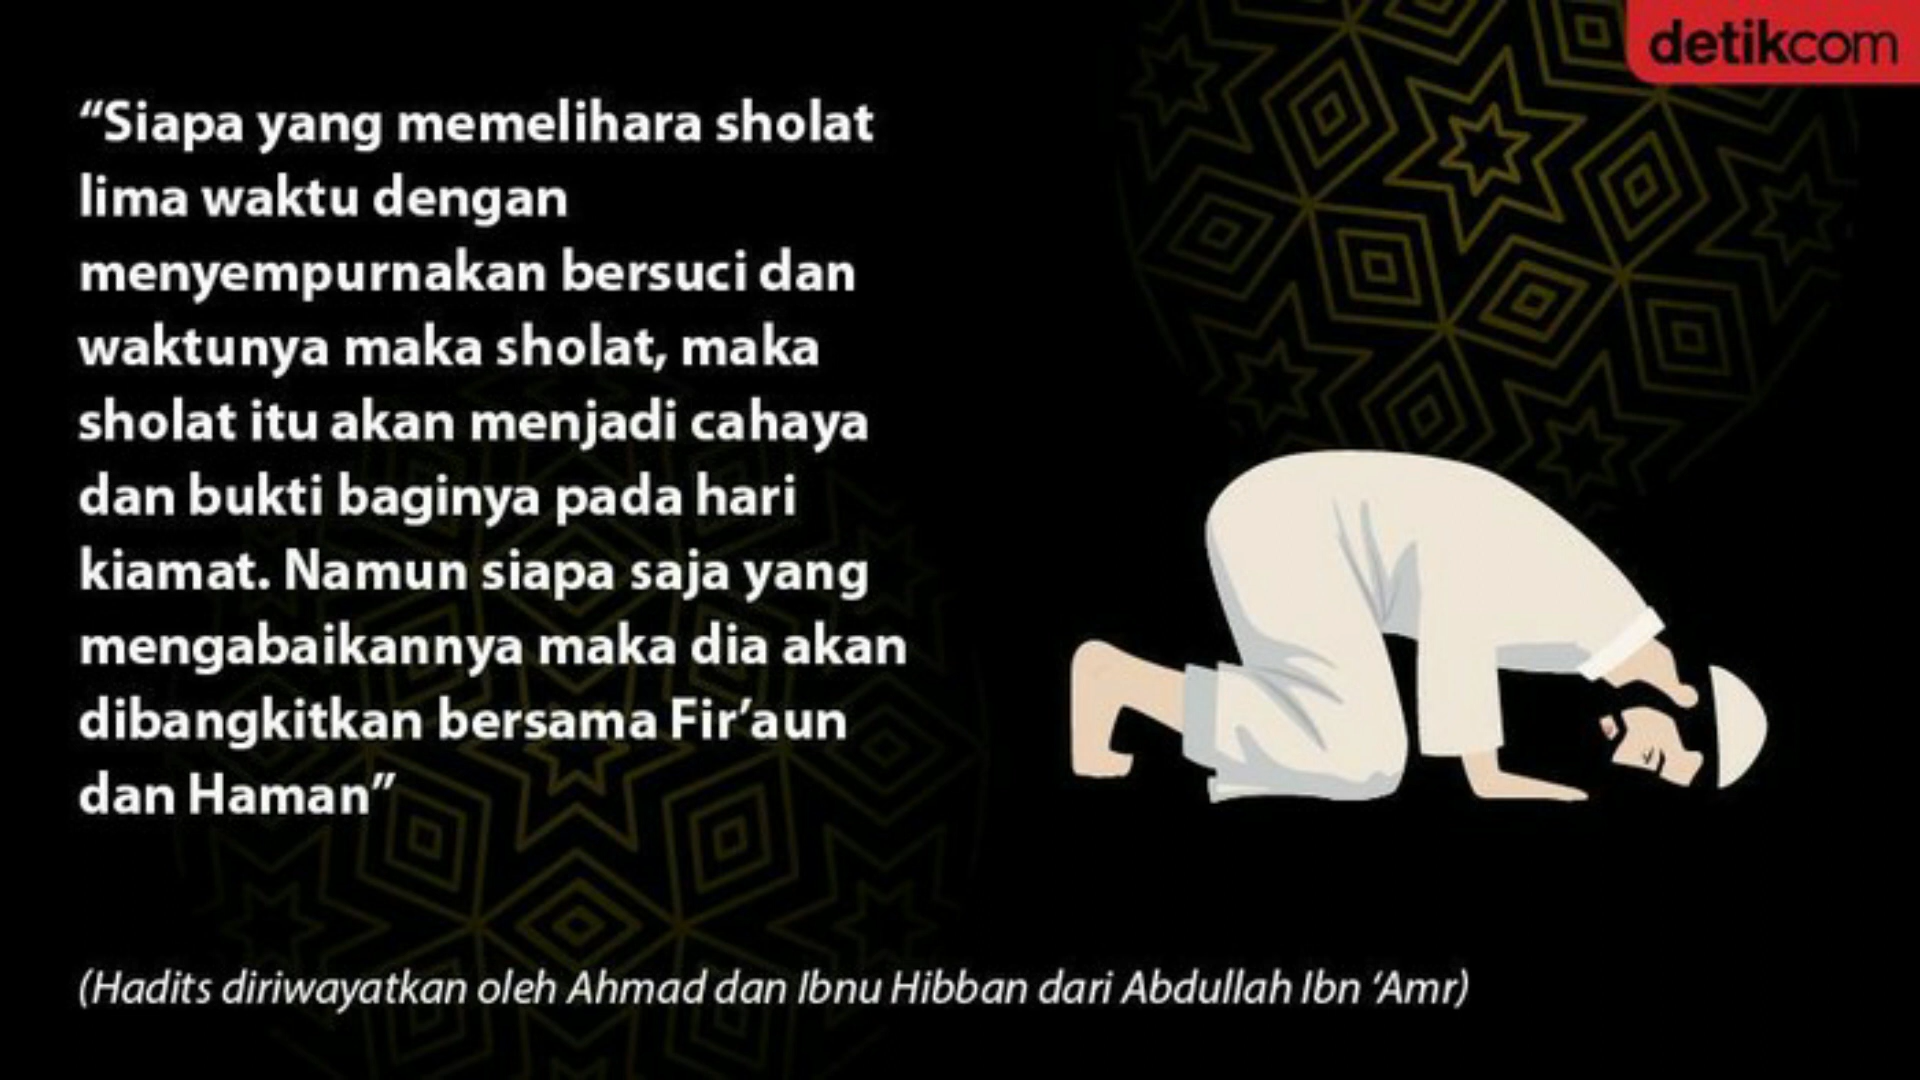 detikcom
“Siapa yang memelihara sholat
lima waktu dengan
menyempurnakan bersuci dan
waktunya maka sholat, maka
sholat itu akan menjadi cahaya
dan bukti baginya pada hari
kiamat. Namun siapa saja yang
mengabaikannya maka dia akan
dibangkitkan bersama Fir’aun
dan Haman”
(Hadits diriwayatkan oleh Ahmad dan Ibnu Hibban dari Abdullah Ibn ‘Amr)